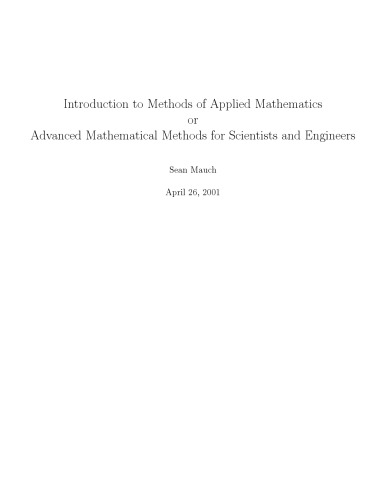 Introduction to Methods of Applied Mathematics
or
Advanced Mathematical Methods for Scientists and Engineers
Sean Mauch
April 26, 2001